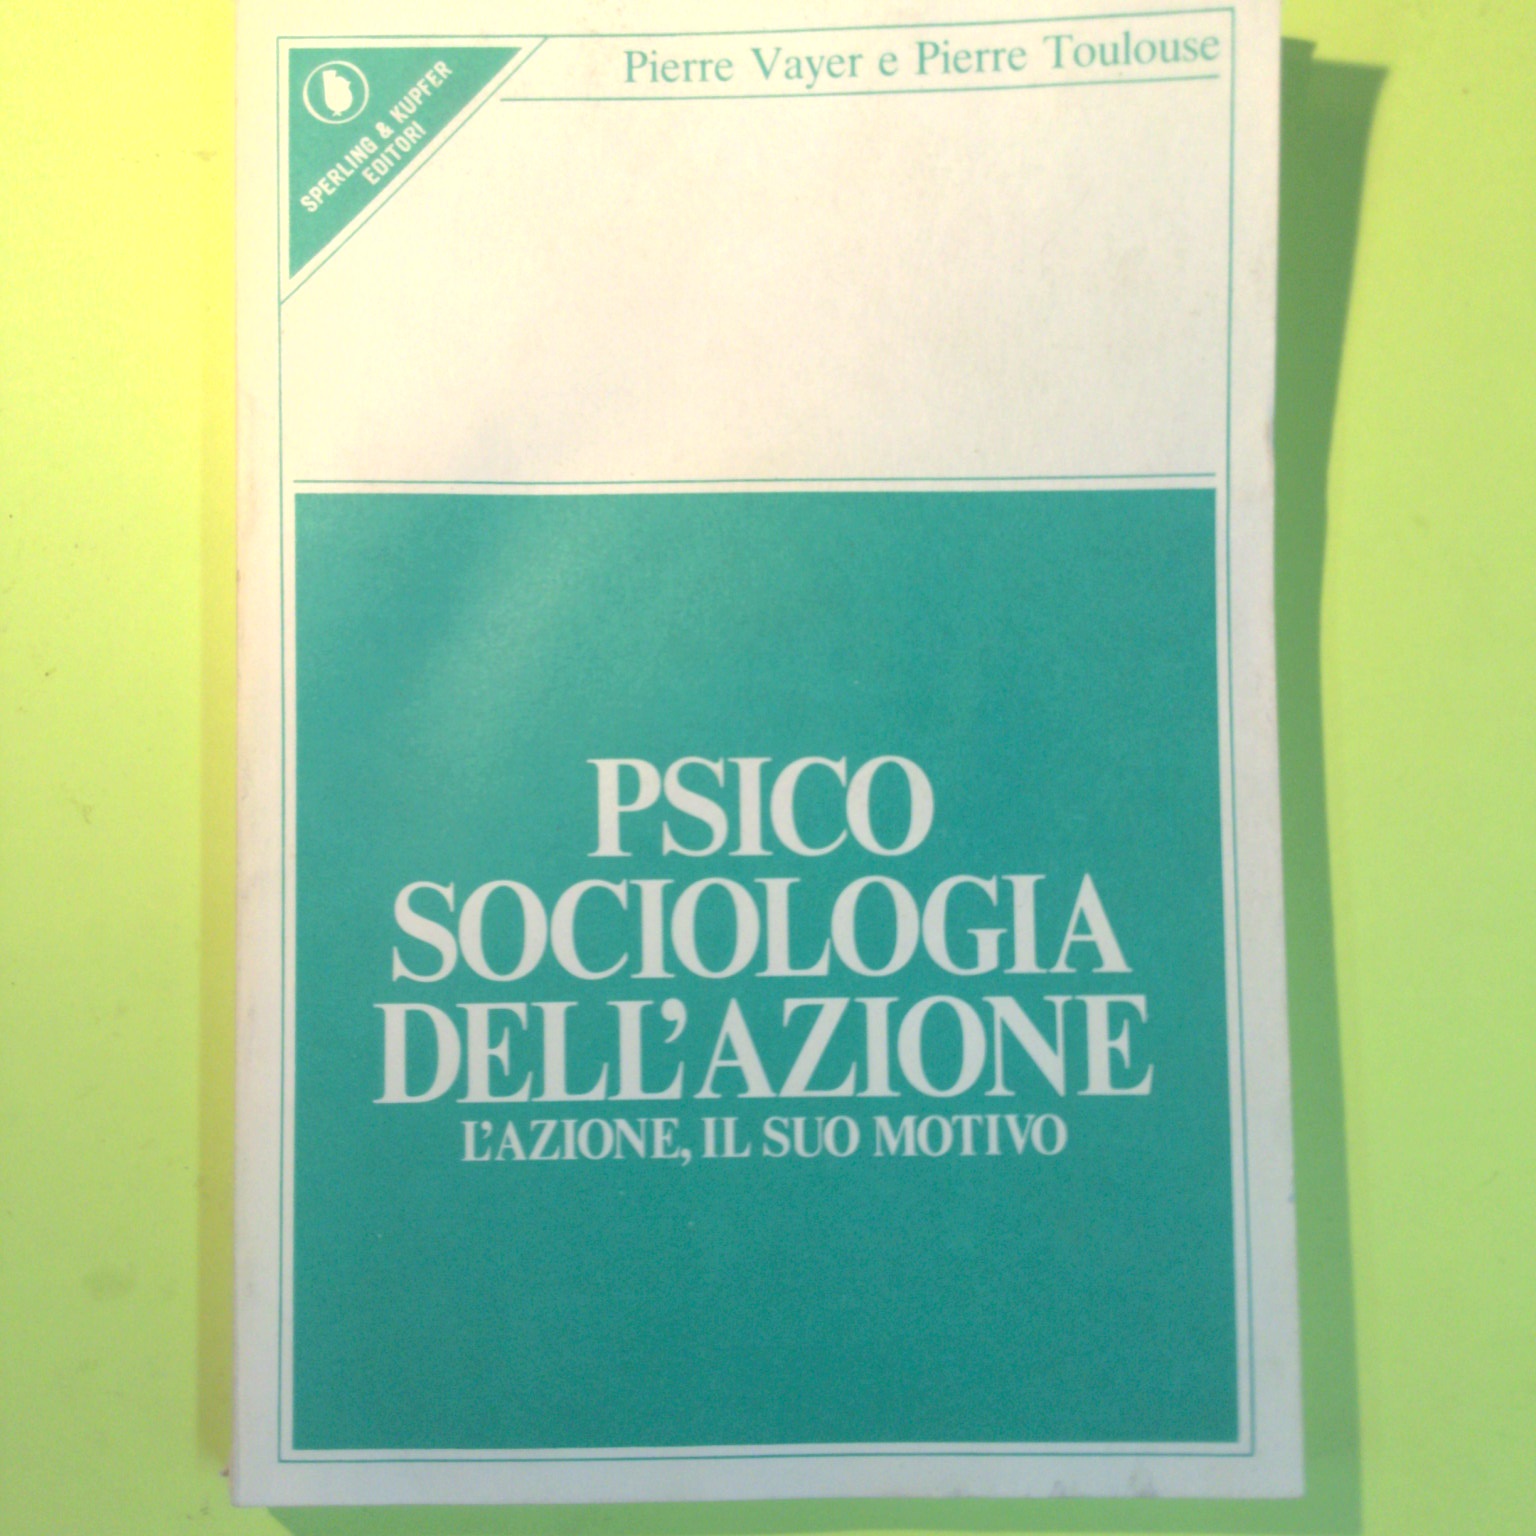 Pierre Vayer e Pierre Toulouse
SPERLING & KUPFER
EDITORI
PSICO
SOCIOLOGIA
DELL'AZIONE
L'AZIONE, IL SUO MOTIVO